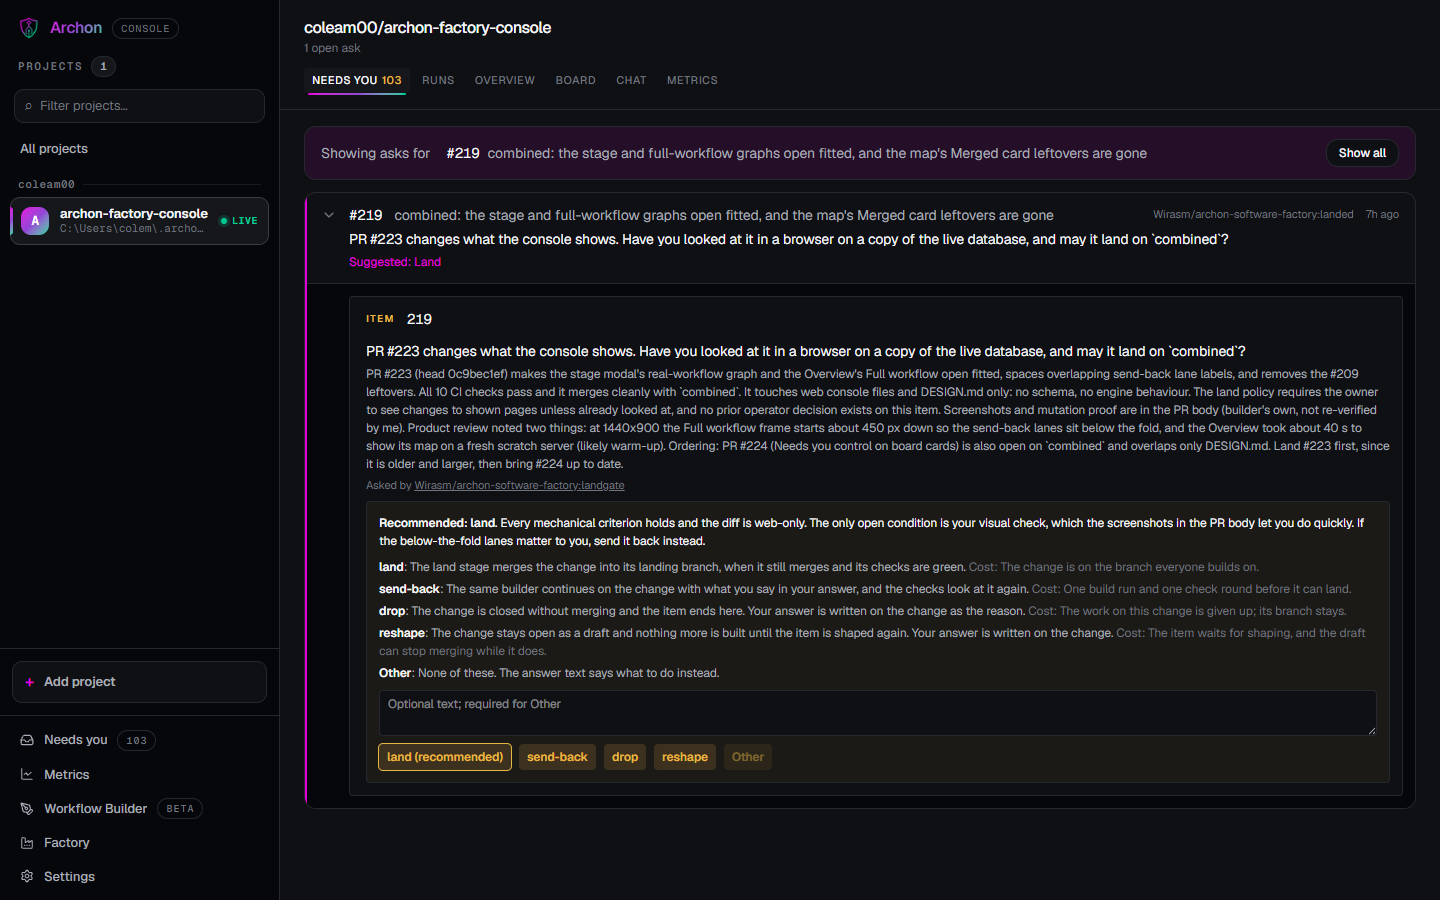 Archon CONSOLE
PROJECTS 1
Filter projects...
All projects
coleam00
A archon-factory-console LIVE
C:\Users\colem\.archo...
Add project
Needs you 103
Metrics
Workflow Builder BETA
Factory
Settings
coleam00/archon-factory-console
1 open ask
NEEDS YOU 103 RUNS OVERVIEW BOARD CHAT METRICS
Showing asks for #219 combined: the stage and full-workflow graphs open fitted, and the map's Merged card leftovers are gone Show all
#219 combined: the stage and full-workflow graphs open fitted, and the map's Merged card leftovers are gone Wirasm/archon-software-factory:landed 7h ago
PR #223 changes what the console shows. Have you looked at it in a browser on a copy of the live database, and may it land on `combined`?
Suggested: Land
ITEM 219
PR #223 changes what the console shows. Have you looked at it in a browser on a copy of the live database, and may it land on `combined`?
PR #223 (head 0c9bec1ef) makes the stage modal's real-workflow graph and the Overview's Full workflow open fitted, spaces overlapping send-back lane labels, and removes the #209
leftovers. All 10 CI checks pass and it merges cleanly with `combined`. It touches web console files and DESIGN.md only: no schema, no engine behaviour. The land policy requires the owner
to see changes to shown pages unless already looked at, and no prior operator decision exists on this item. Screenshots and mutation proof are in the PR body (builder's own, not re-verified
by me). Product review noted two things: at 1440x900 the Full workflow frame starts about 450 px down so the send-back lanes sit below the fold, and the Overview took about 40 s to
show its map on a fresh scratch server (likely warm-up). Ordering: PR #224 (Needs you control on board cards) is also open on `combined` and overlaps only DESIGN.md. Land #223 first, since
it is older and larger, then bring #224 up to date.
Asked by Wirasm/archon-software-factory:landgate
Recommended: land. Every mechanical criterion holds and the diff is web-only. The only open condition is your visual check, which the screenshots in the PR body let you do quickly. If
the below-the-fold lanes matter to you, send it back instead.
land: The land stage merges the change into its landing branch, when it still merges and its checks are green. Cost: The change is on the branch everyone builds on.
send-back: The same builder continues on the change with what you say in your answer, and the checks look at it again. Cost: One build run and one check round before it can land.
drop: The change is closed without merging and the item ends here. Your answer is written on the change as the reason. Cost: The work on this change is given up; its branch stays.
reshape: The change stays open as a draft and nothing more is built until the item is shaped again. Your answer is written on the change. Cost: The item waits for shaping, and the draft
can stop merging while it does.
Other: None of these. The answer text says what to do instead.
Optional text; required for Other
land (recommended) send-back drop reshape Other